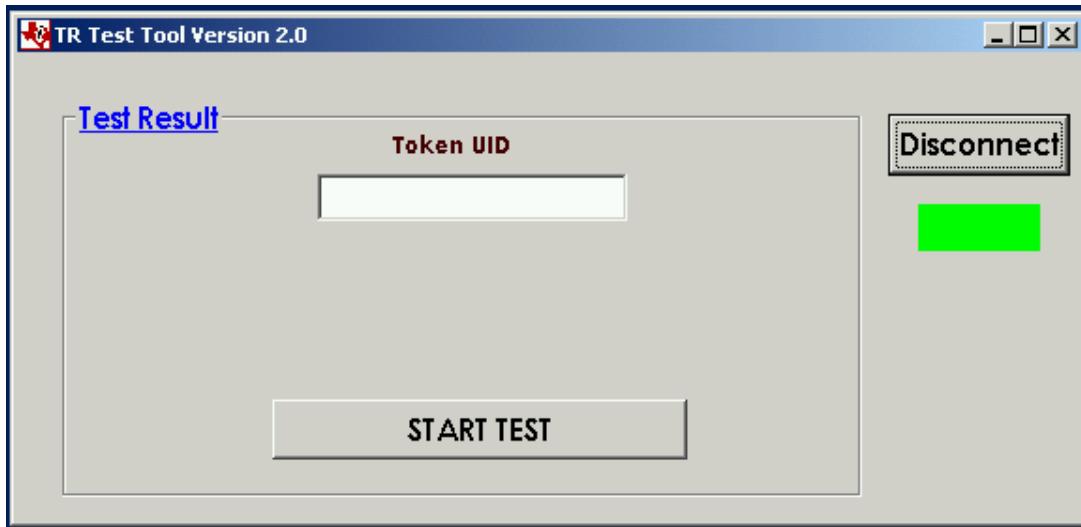 TR Test Tool Version 2.0
Test Result
Token UID
Disconnect
START TEST